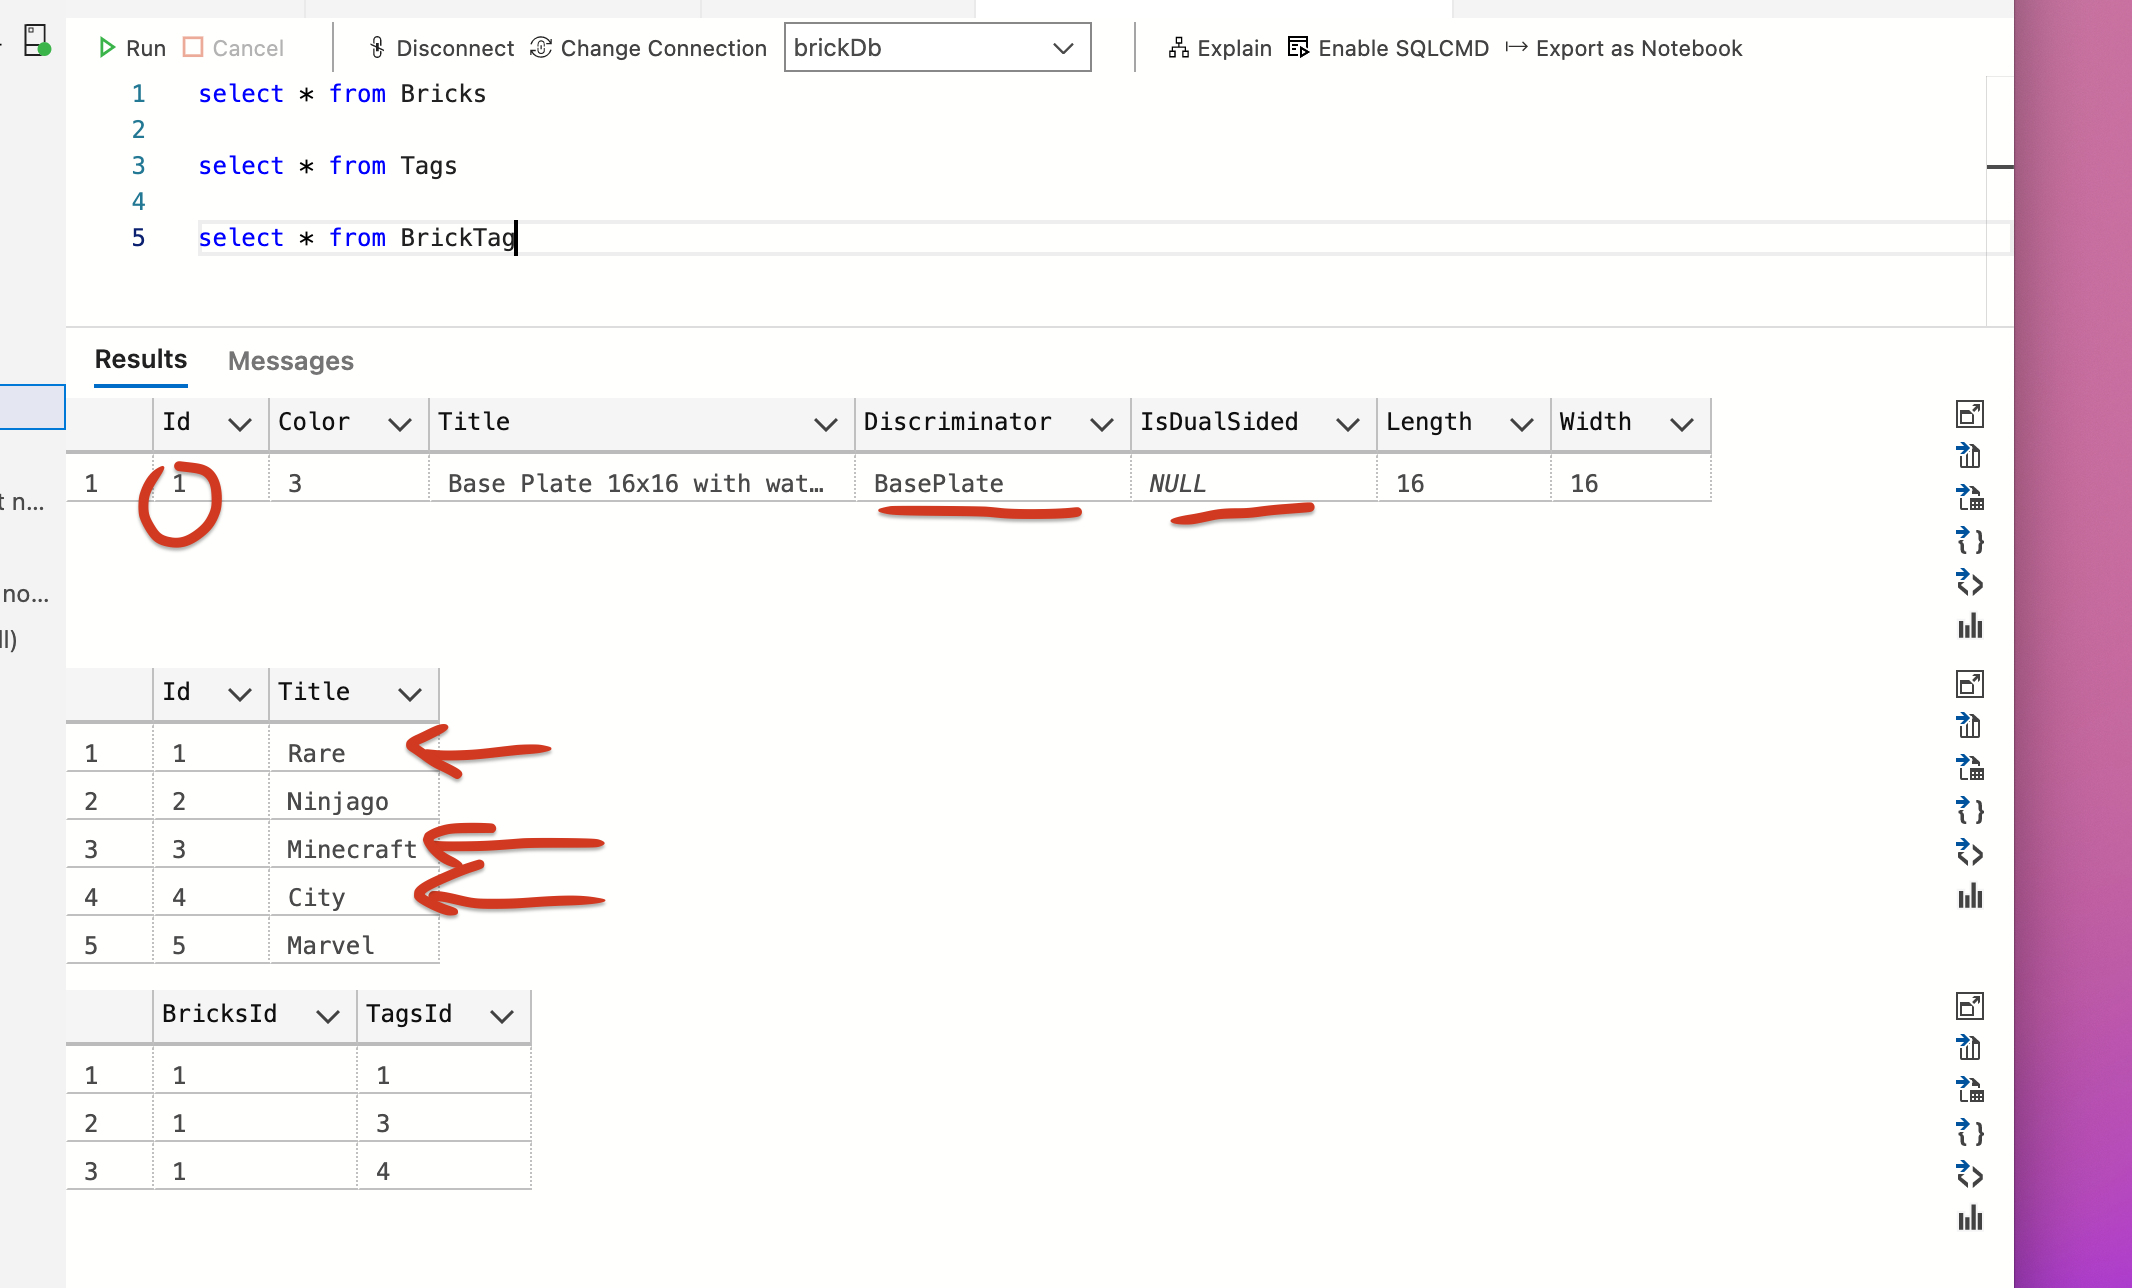 Run Cancel Disconnect Change Connection brickDb Explain Enable SQLCMD Export as Notebook
1 select * from Bricks
2
3 select * from Tags
4
5 select * from BrickTag
Results Messages
Id Color Title Discriminator IsDualSided Length Width
1 1 3 Base Plate 16x16 with wat… BasePlate NULL 16 16
t n...
no...
ll)
Id Title
1 1 Rare
2 2 Ninjago
3 3 Minecraft
4 4 City
5 5 Marvel
BricksId TagsId
1 1 1
2 1 3
3 1 4